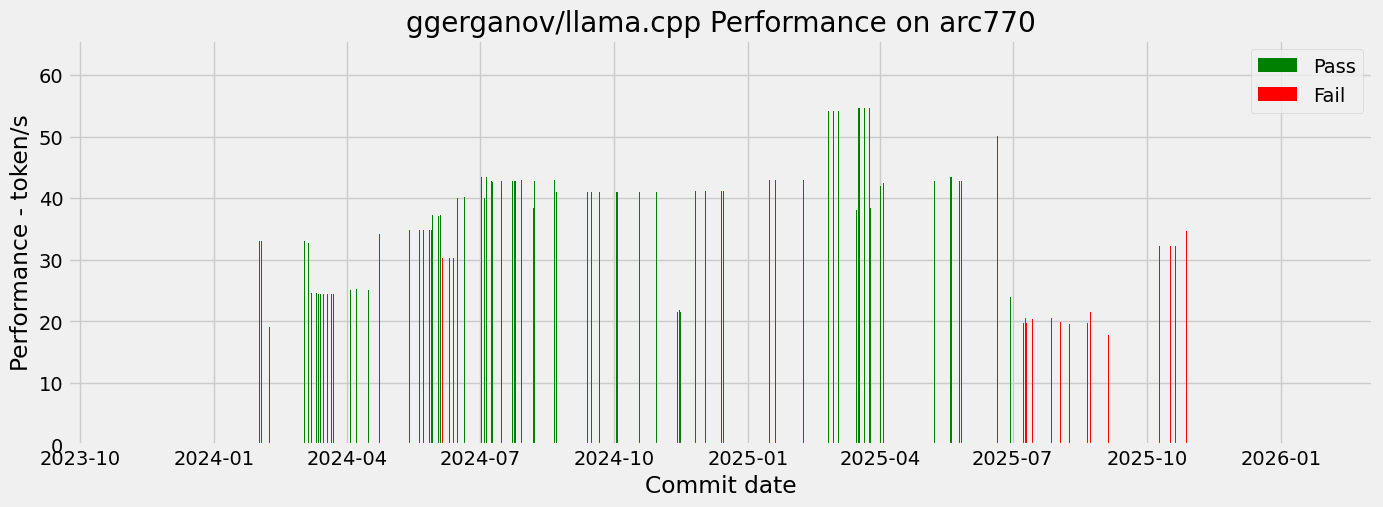 ggerganov/llama.cpp Performance on arc770
Pass
Fail
Performance - token/s
60
50
40
30
20
10
0
2023-10 2024-01 2024-04 2024-07 2024-10 2025-01 2025-04 2025-07 2025-10 2026-01
Commit date